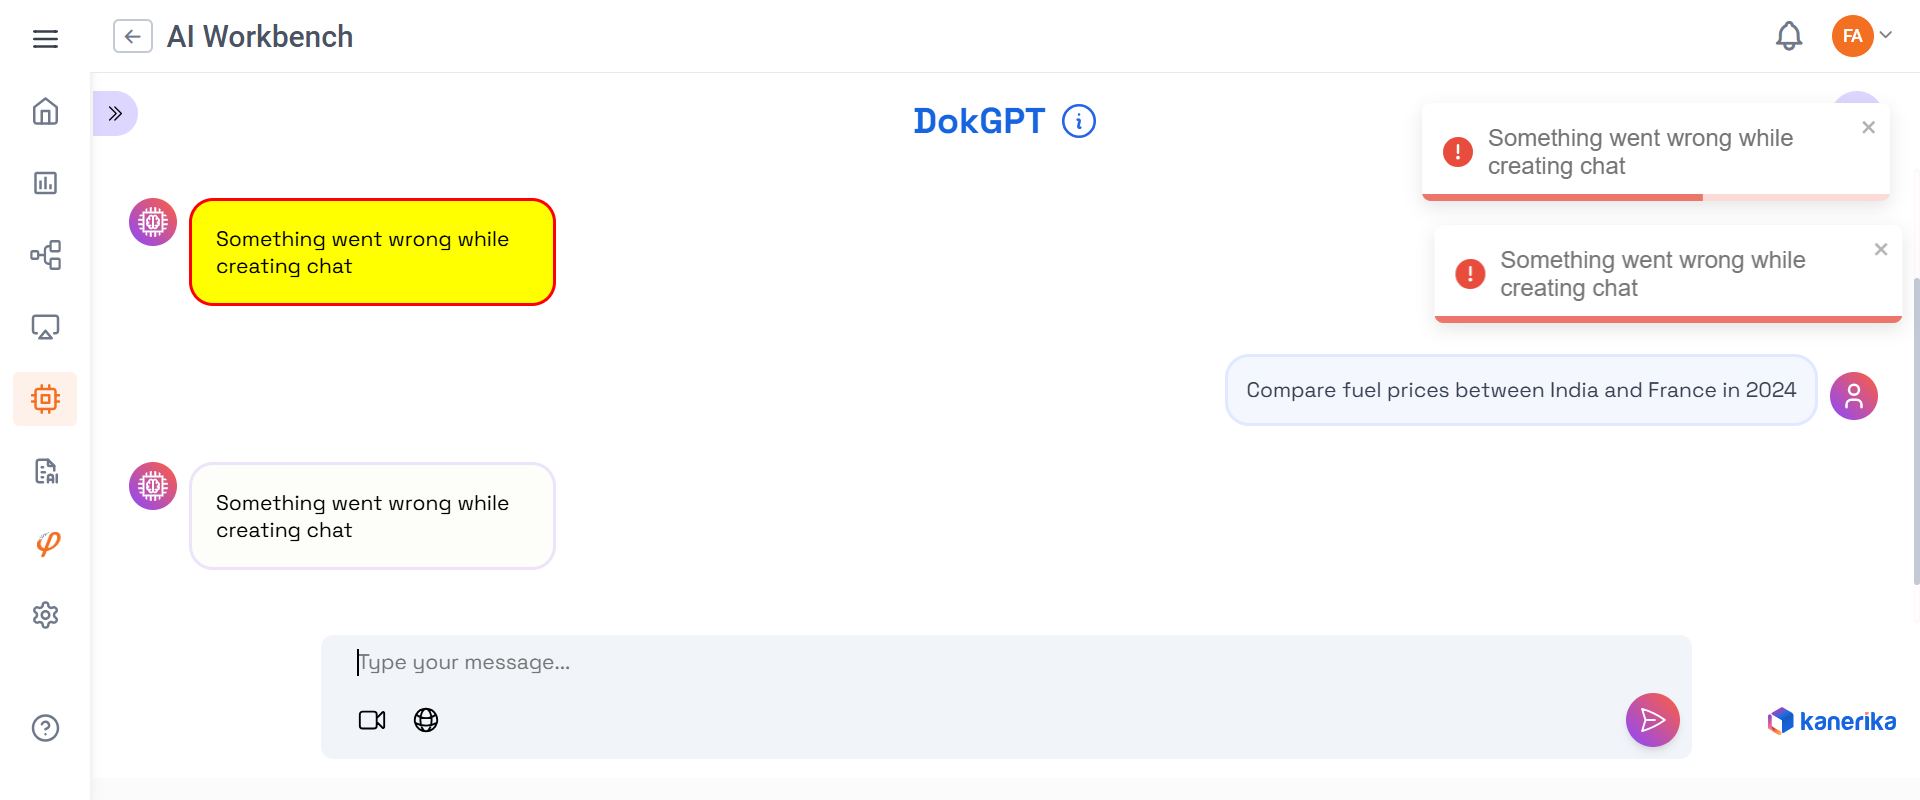 AI Workbench
FA
DokGPT
Something went wrong while
creating chat
Something went wrong while
creating chat
Something went wrong while
creating chat
Compare fuel prices between India and France in 2024
Something went wrong while
creating chat
Type your message...
kanerika